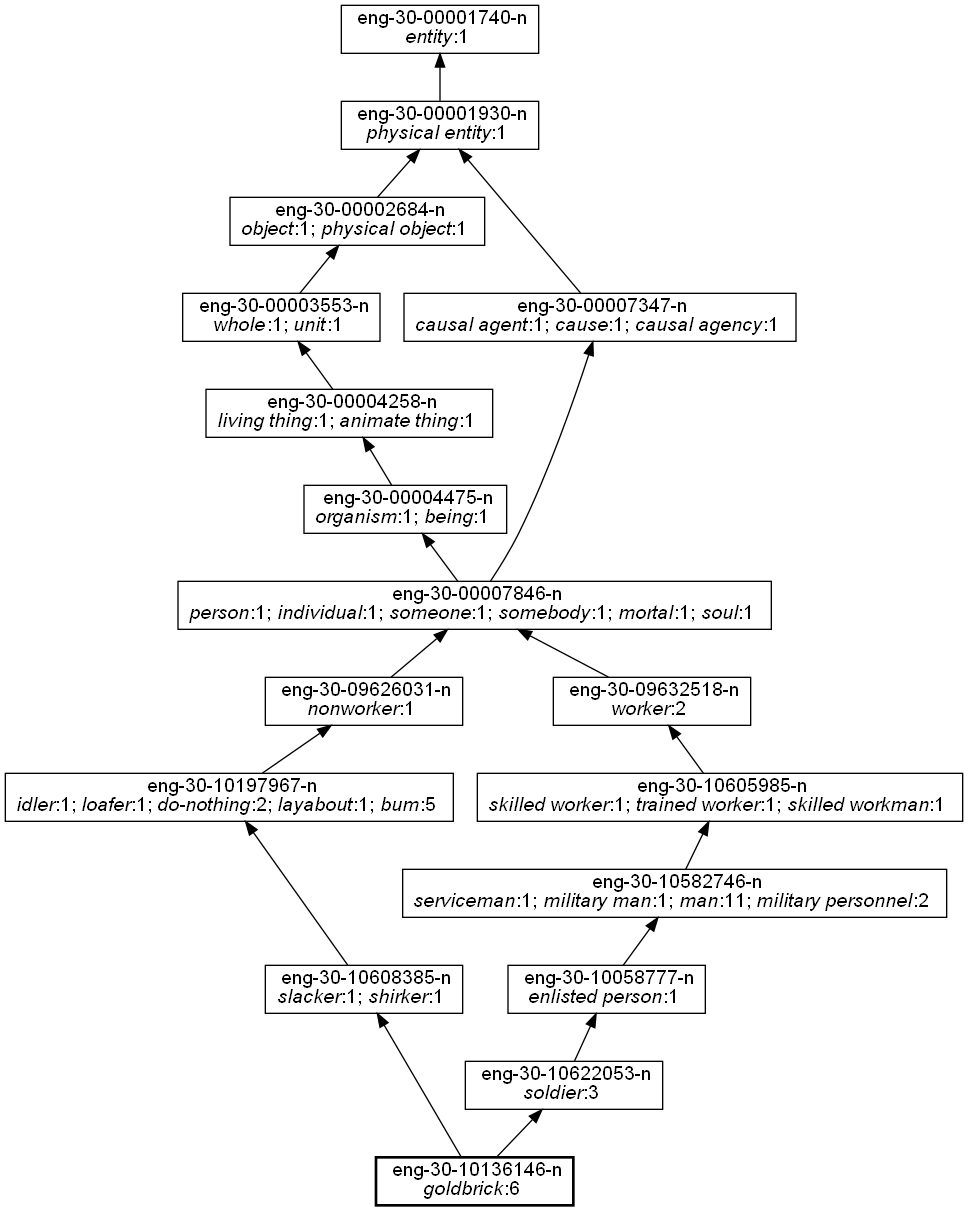 eng-30-00001740-n
entity:1
eng-30-00001930-n
physical entity:1
eng-30-00002684-n
object:1; physical object:1
eng-30-00003553-n
whole:1; unit:1
eng-30-00007347-n
causal agent:1; cause:1; causal agency:1
eng-30-00004258-n
living thing:1; animate thing:1
eng-30-00004475-n
organism:1; being:1
eng-30-00007846-n
person:1; individual:1; someone:1; somebody:1; mortal:1; soul:1
eng-30-09626031-n
nonworker:1
eng-30-09632518-n
worker:2
eng-30-10197967-n
idler:1; loafer:1; do-nothing:2; layabout:1; bum:5
eng-30-10605985-n
skilled worker:1; trained worker:1; skilled workman:1
eng-30-10582746-n
serviceman:1; military man:1; man:11; military personnel:2
eng-30-10608385-n
slacker:1; shirker:1
eng-30-10058777-n
enlisted person:1
eng-30-10622053-n
soldier:3
eng-30-10136146-n
goldbrick:6